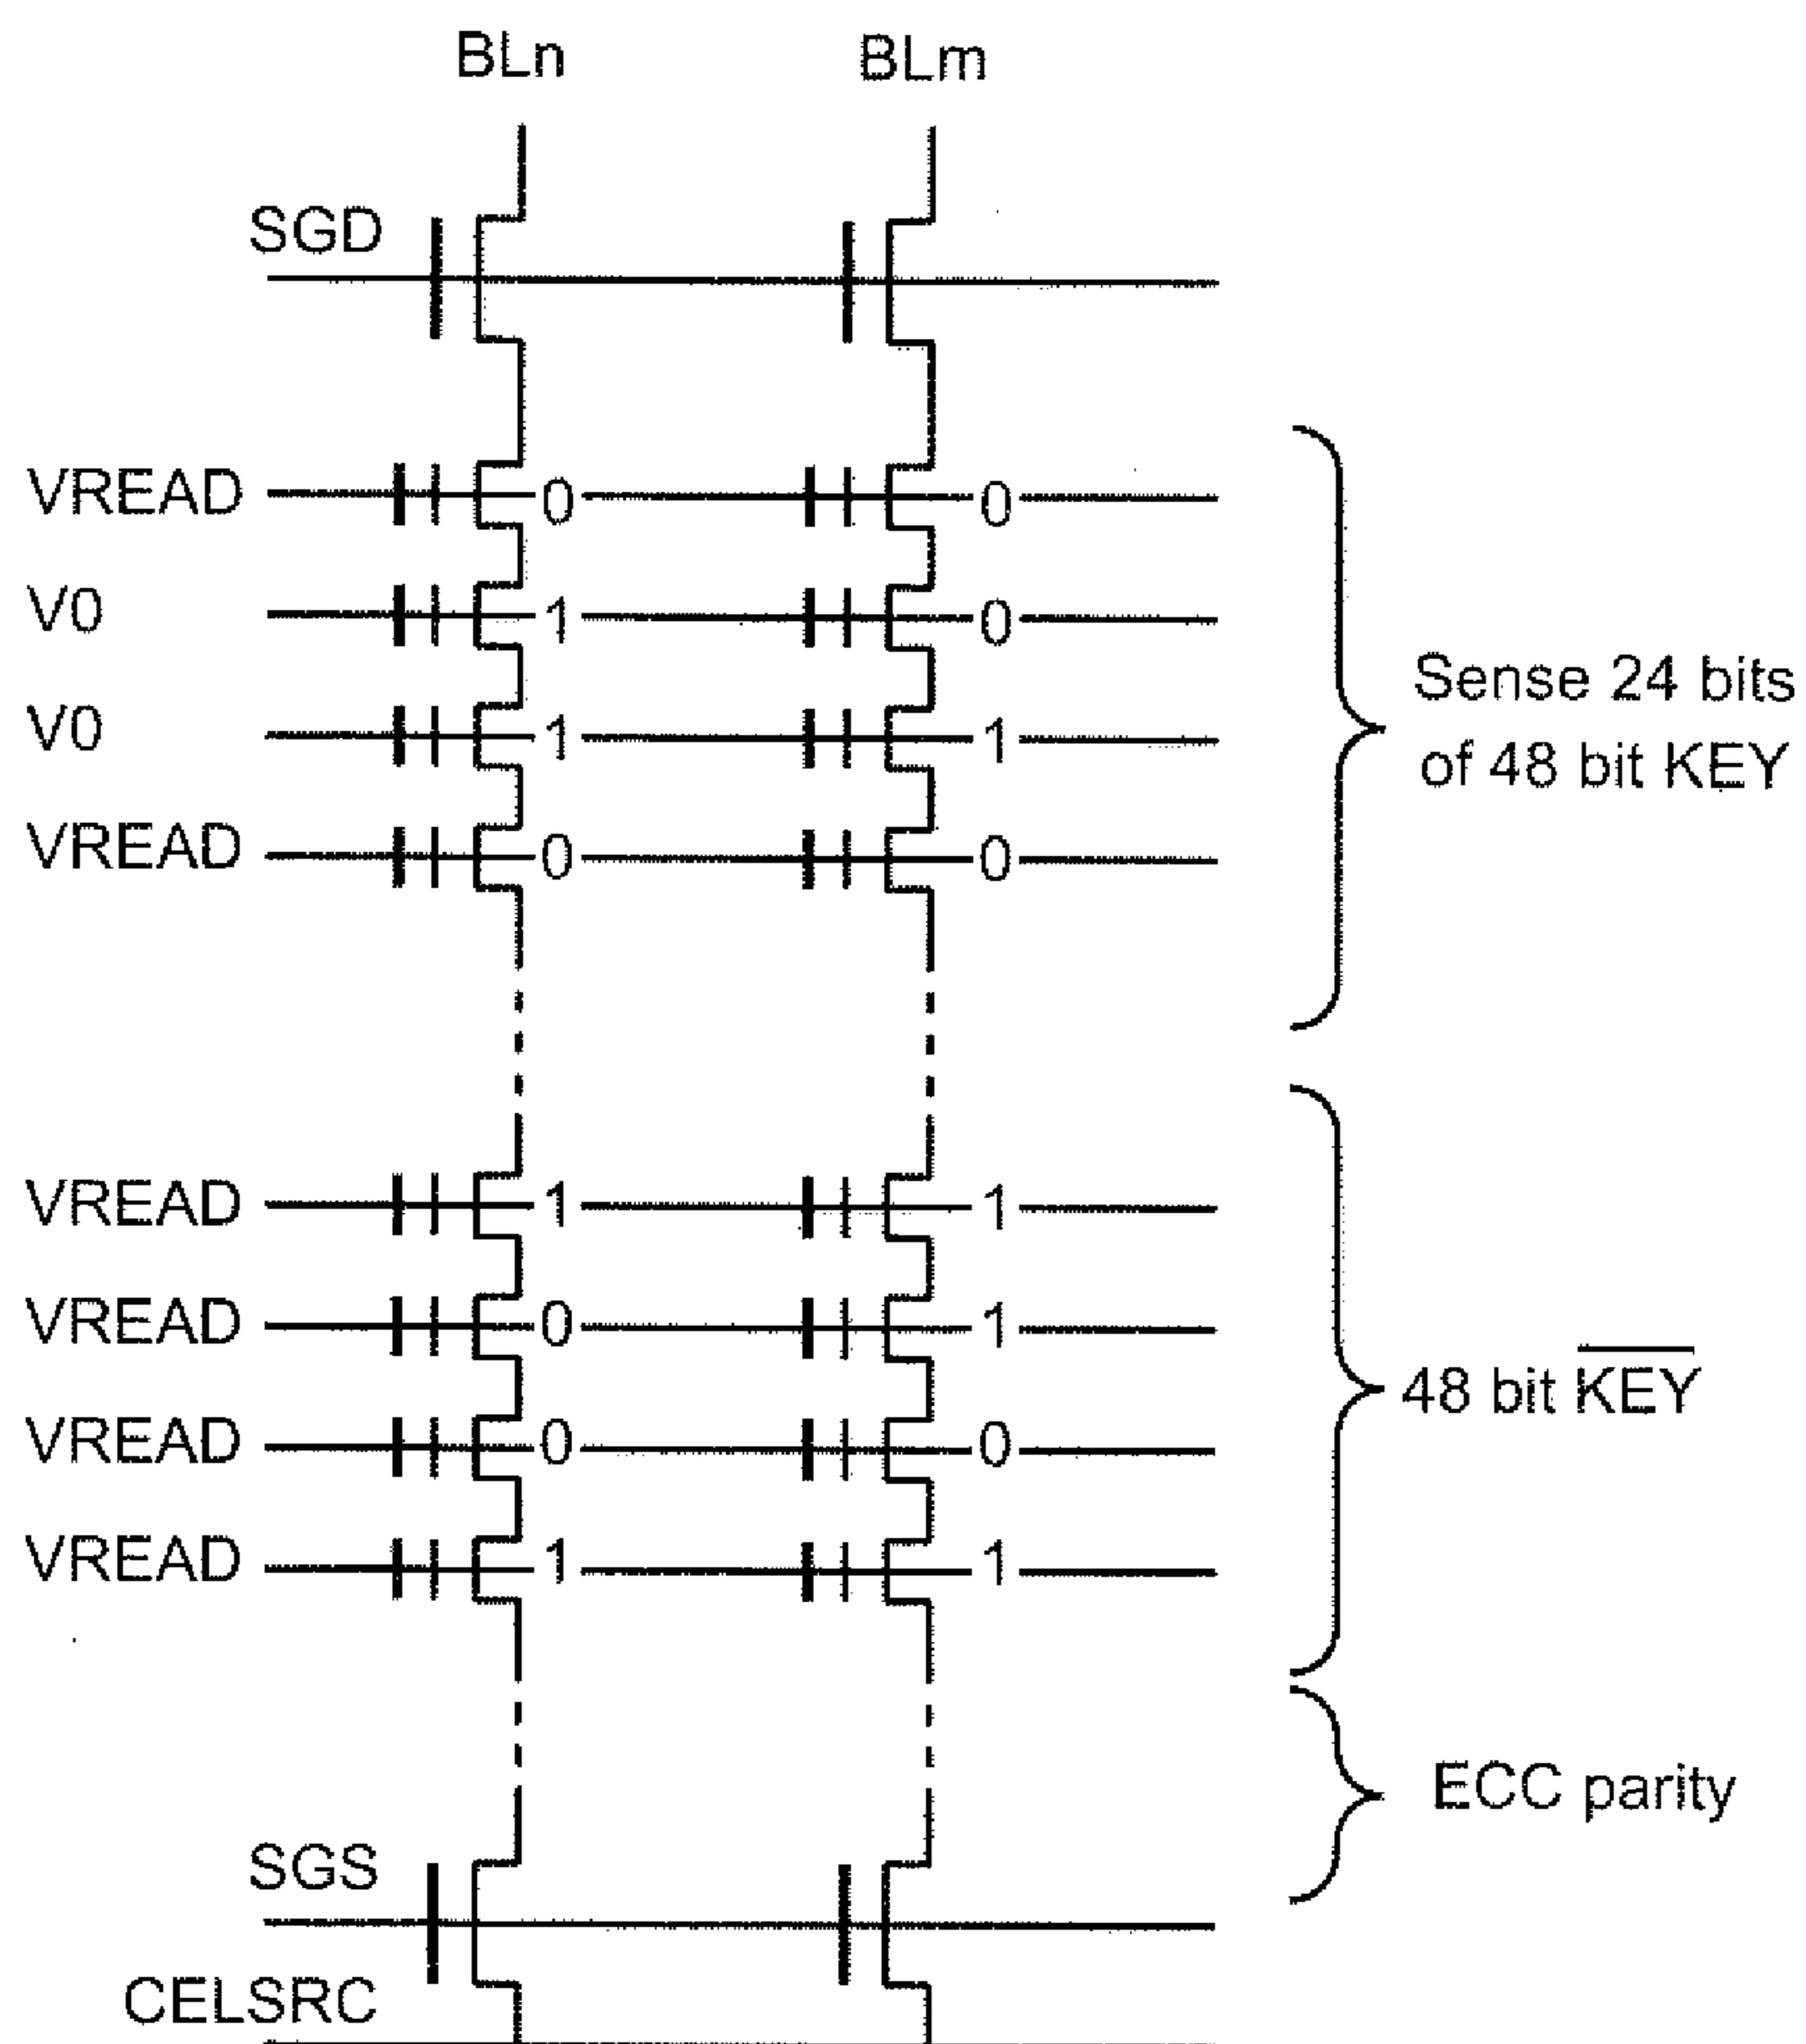 BLn BLm
SGD
VREAD 0 0
V0 1 0
V0 1 1
VREAD 0 0
Sense 24 bits
of 48 bit KEY
VREAD 1 1
VREAD 0 1
VREAD 0 0
VREAD 1 1
48 bit K̅E̅Y̅
ECC parity
SGS
CELSRC